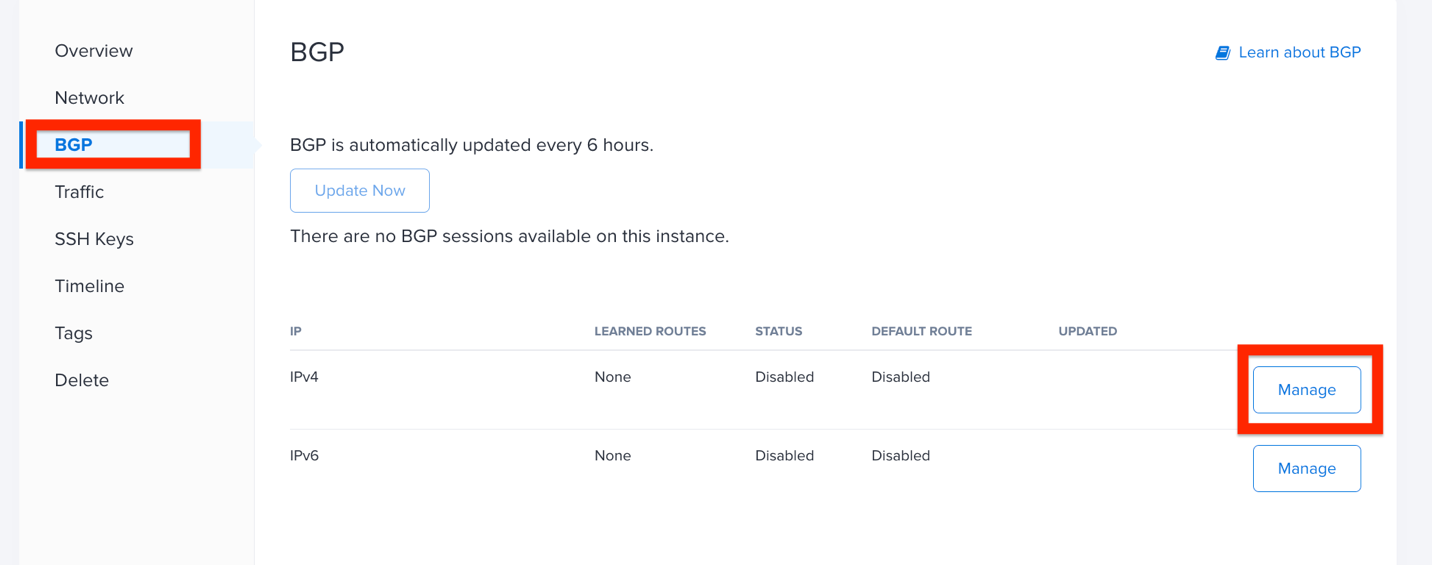 Overview
Network
BGP
Traffic
SSH Keys
Timeline
Tags
Delete
BGP
Learn about BGP
BGP is automatically updated every 6 hours.
Update Now
There are no BGP sessions available on this instance.
IP LEARNED ROUTES STATUS DEFAULT ROUTE UPDATED
IPv4 None Disabled Disabled Manage
IPv6 None Disabled Disabled Manage